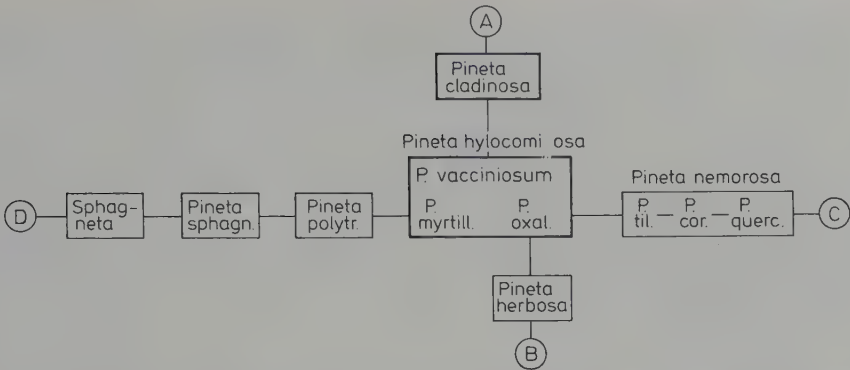 A
Pineta
cladinosa
Pineta hylocomi osa
P. vacciniosum
P.
myrtill.
P.
oxal.
Pineta nemorosa
P.
til.
— P.
cor.
— P.
querc.
C
D
Sphag-
neta
Pineta
sphagn.
Pineta
polytr.
Pineta
herbosa
B